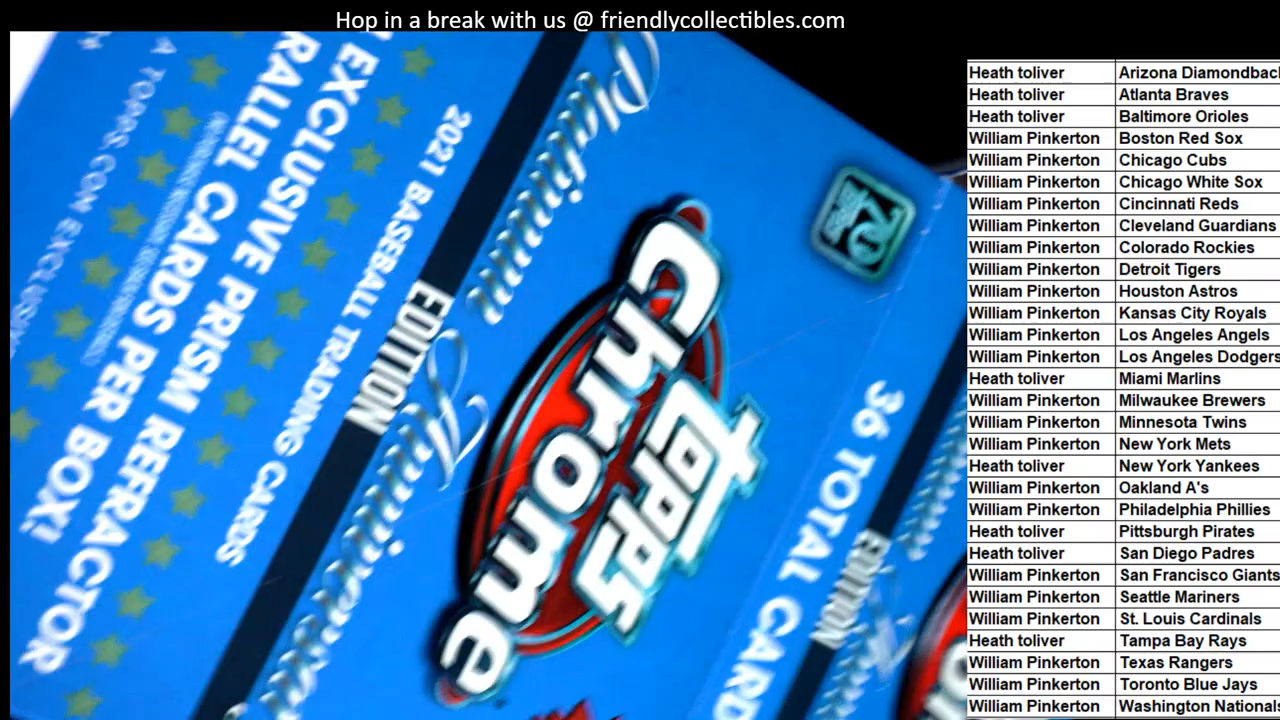 Hop in a break with us @ friendlycollectibles.com
EXCLUSIVE PRISM REFRACTOR
RALLEL CARDS PER BOX!
TOPPS.COM EXCLUSIV
2021 BASEBALL TRADING CARDS
Platinum Anniversary
EDITION
topps
Chrome
70
36 TOTAL CARD
EDITION
Heath toliver Arizona Diamondbac
Heath toliver Atlanta Braves
Heath toliver Baltimore Orioles
William Pinkerton Boston Red Sox
William Pinkerton Chicago Cubs
William Pinkerton Chicago White Sox
William Pinkerton Cincinnati Reds
William Pinkerton Cleveland Guardians
William Pinkerton Colorado Rockies
William Pinkerton Detroit Tigers
William Pinkerton Houston Astros
William Pinkerton Kansas City Royals
William Pinkerton Los Angeles Angels
William Pinkerton Los Angeles Dodgers
Heath toliver Miami Marlins
William Pinkerton Milwaukee Brewers
William Pinkerton Minnesota Twins
William Pinkerton New York Mets
Heath toliver New York Yankees
William Pinkerton Oakland A's
William Pinkerton Philadelphia Phillies
Heath toliver Pittsburgh Pirates
Heath toliver San Diego Padres
William Pinkerton San Francisco Giants
William Pinkerton Seattle Mariners
William Pinkerton St. Louis Cardinals
Heath toliver Tampa Bay Rays
William Pinkerton Texas Rangers
William Pinkerton Toronto Blue Jays
William Pinkerton Washington Nationals